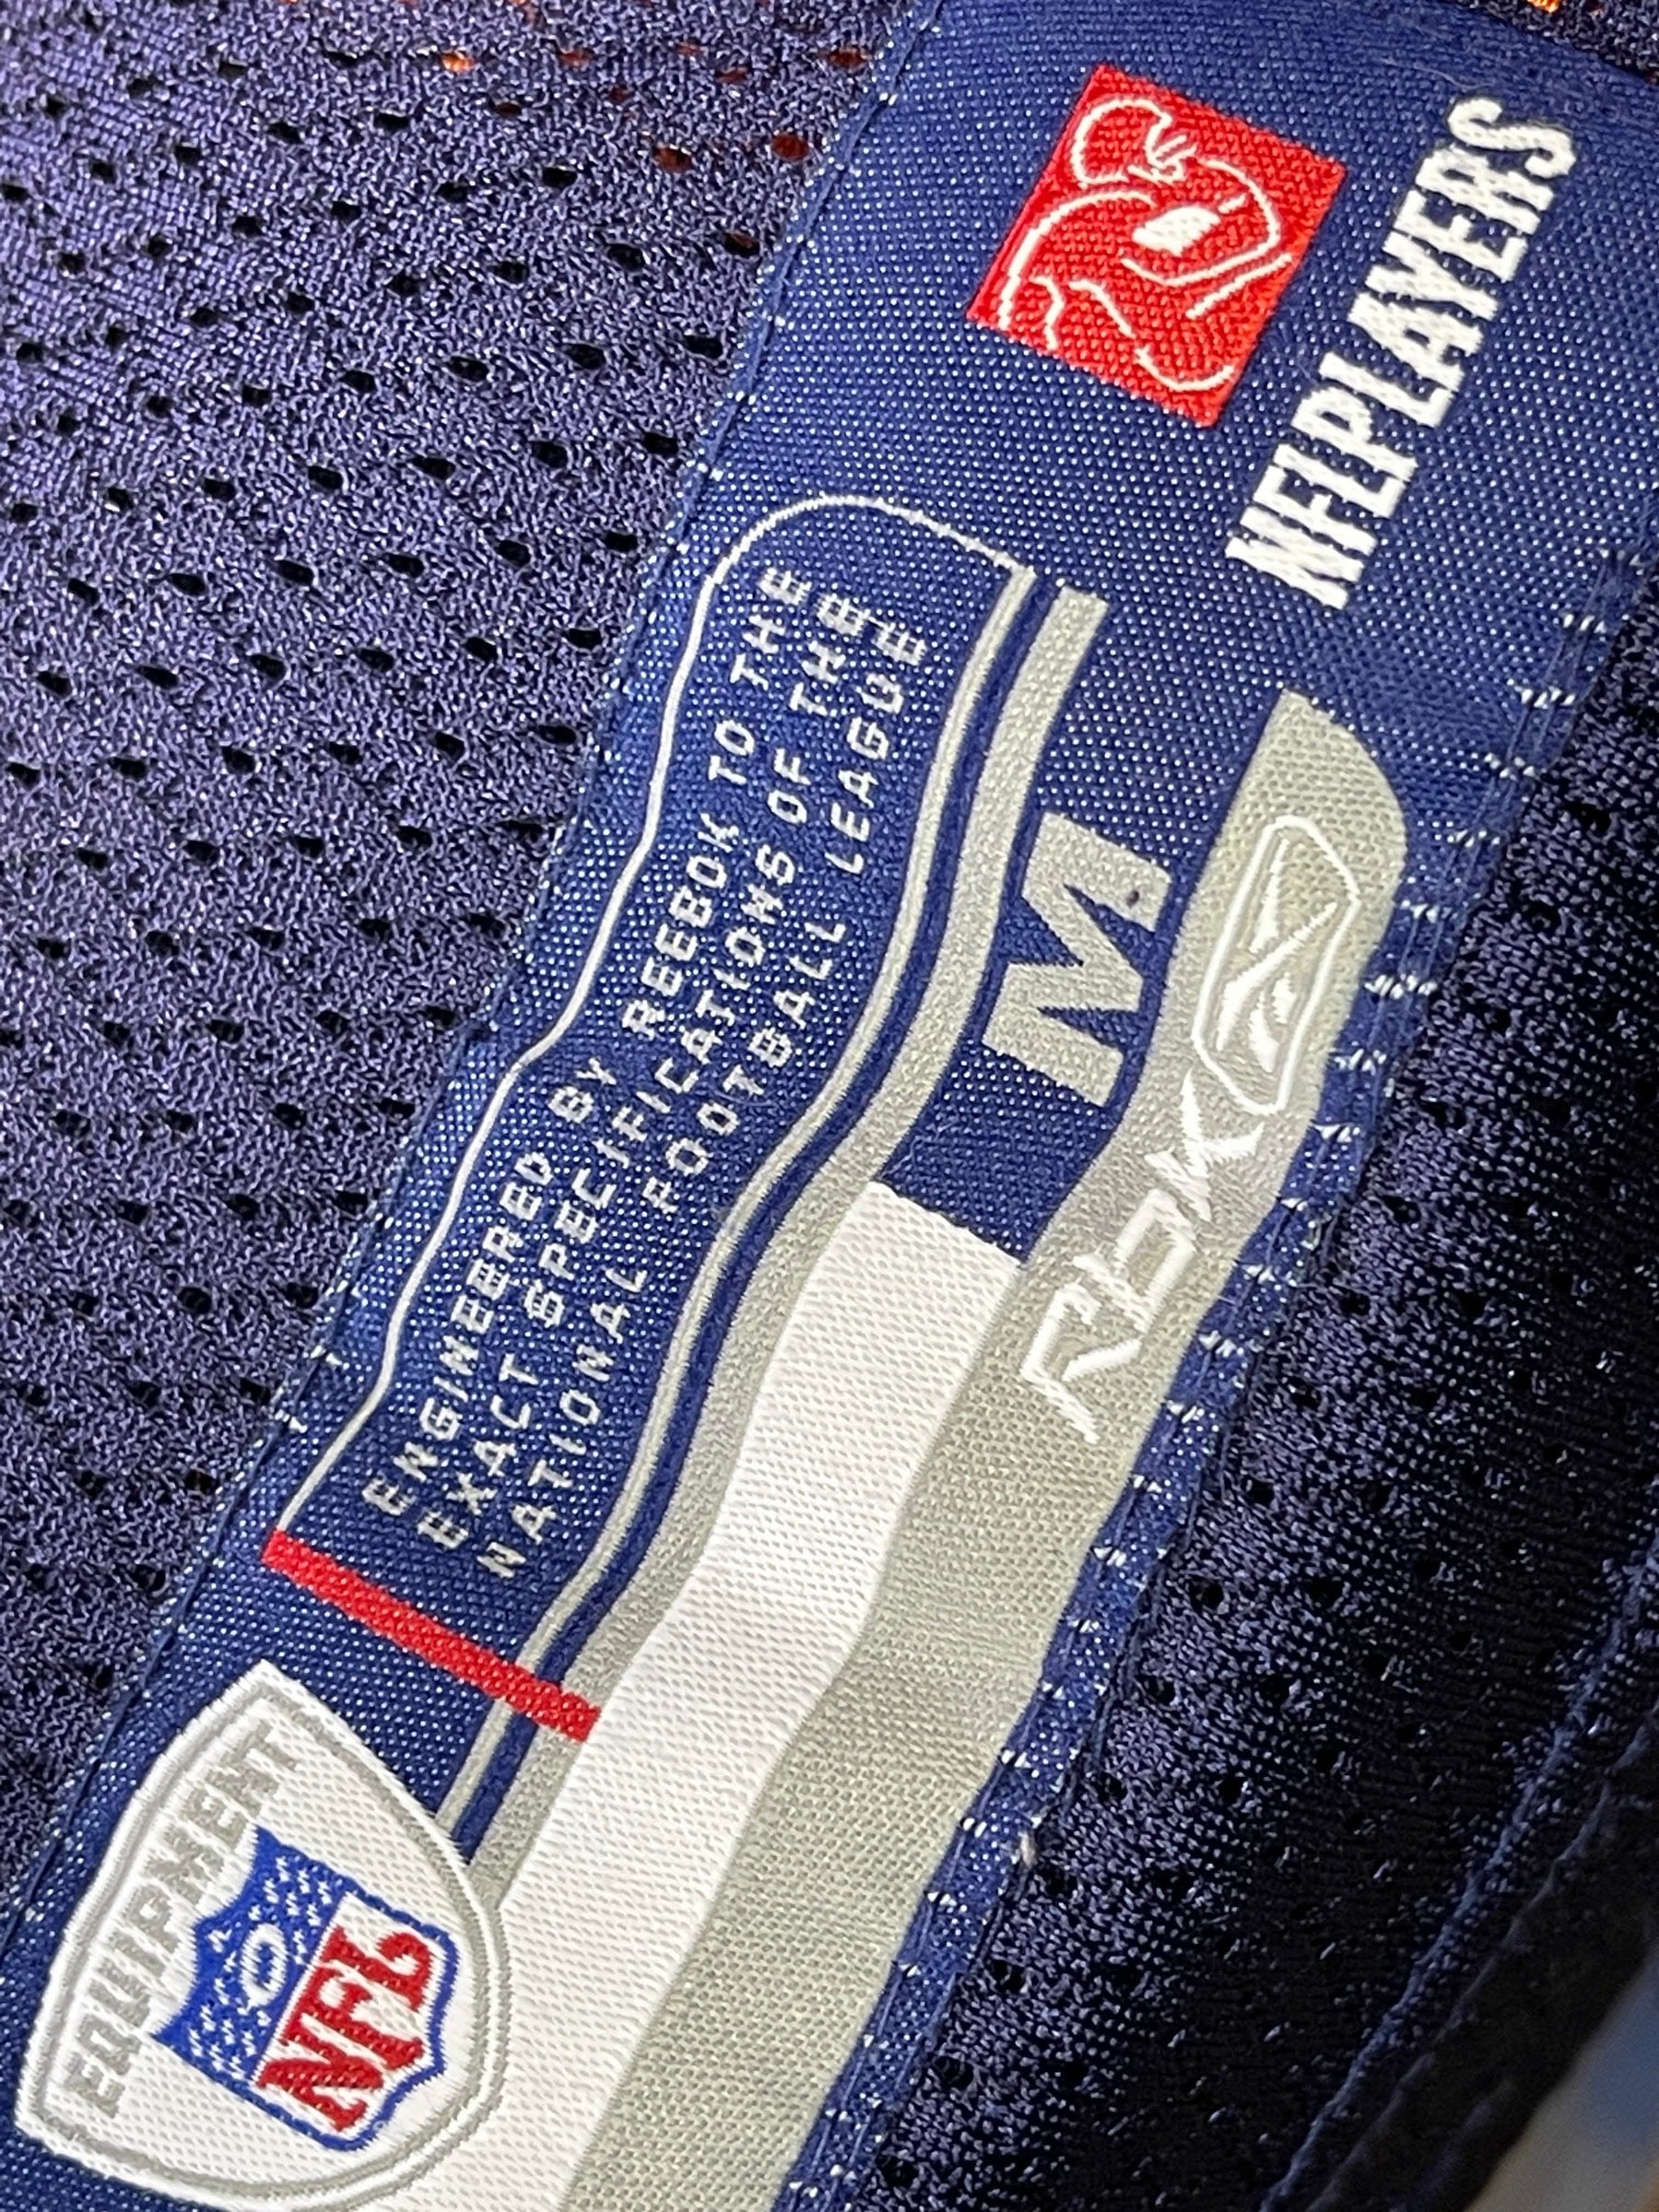 NFLPLAYERS
ENGINEERED BY REEBOK TO THE
EXACT SPECIFICATIONS OF THE
NATIONAL FOOTBALL LEAGUE
M
Rbk
EQUIPMENT
NFL